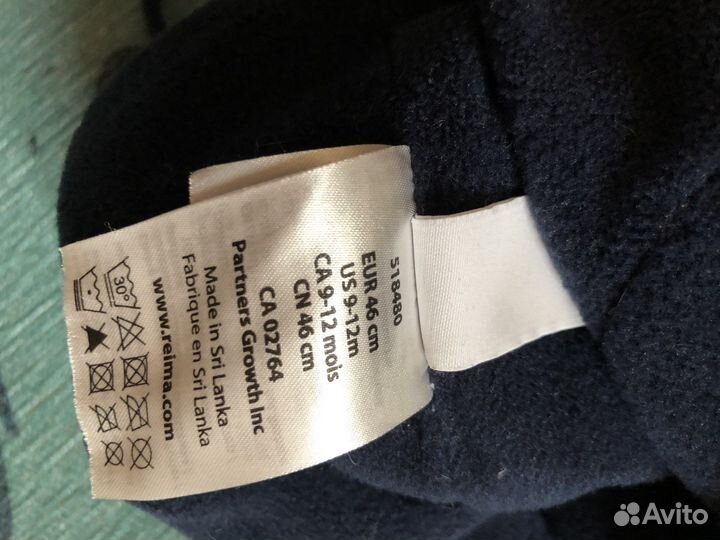 518480
EUR 46 cm
US 9-12m
CA 9-12 mois
CN 46 cm
CA 02764
Partners Growth Inc
Made in Sri Lanka
Fabrique en Sri Lanka
30°
www.reimsa.com
Avito